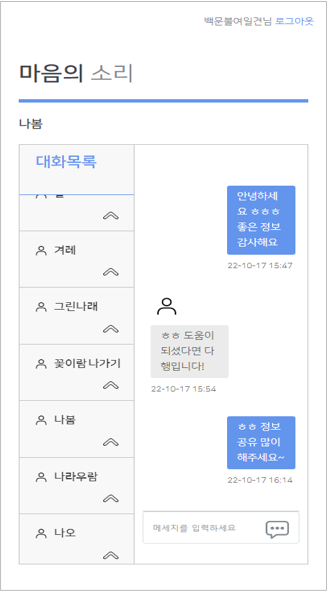 백운불여일견님 로그아웃
마음의 소리
나봄
대화목록
겨레
그린나래
꽃이랑나가기
나봄
나라우람
나오
안녕하세
요 ㅎㅎㅎ
좋은 정보
감사해요
22-10-17 15:47
ㅎㅎ 도움이
되셨다면 다
행입니다!
22-10-17 15:54
ㅎㅎ 정보
공유 많이
해주세요~
22-10-17 16:14
메세지를 입력하세요